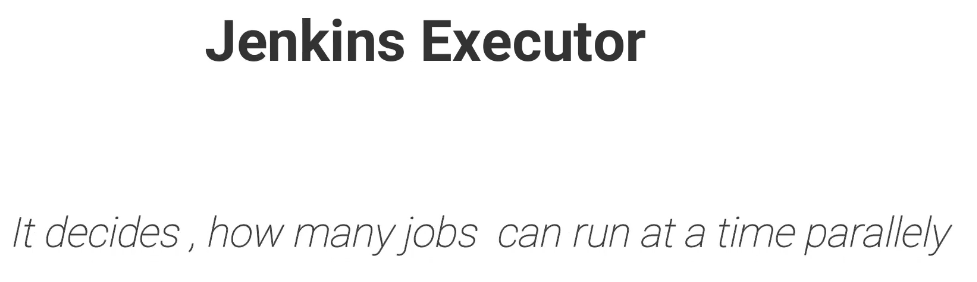 Jenkins Executor
It decides , how many jobs can run at a time parallely